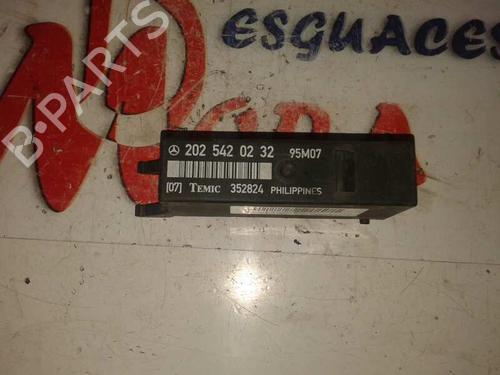 ESGUACES
B-PARTS
202 542 02 32 95M07
[07] TEMIC 352824 PHILIPPINES